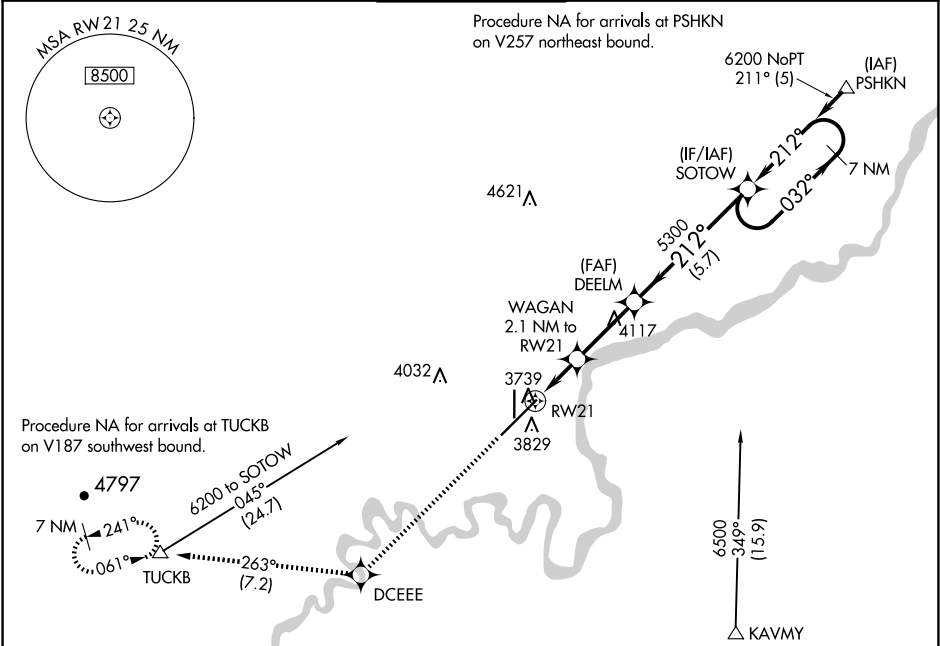 MSA RW21 25 NM
8500
Procedure NA for arrivals at PSHKN
on V257 northeast bound.
6200 NoPT
211° (5)
(IAF)
PSHKN
212°
7 NM
032°
(IF/IAF)
SOTOW
4621
5300
212°
(5.7)
(FAF)
DEELM
4117
WAGAN
2.1 NM to
RW21
4032
3739
RW21
3829
Procedure NA for arrivals at TUCKB
on V187 southwest bound.
4797
6200 to SOTOW
045°
(24.7)
7 NM
241°
061°
TUCKB
263°
(7.2)
DCEEE
6500
349°
(15.9)
KAVMY